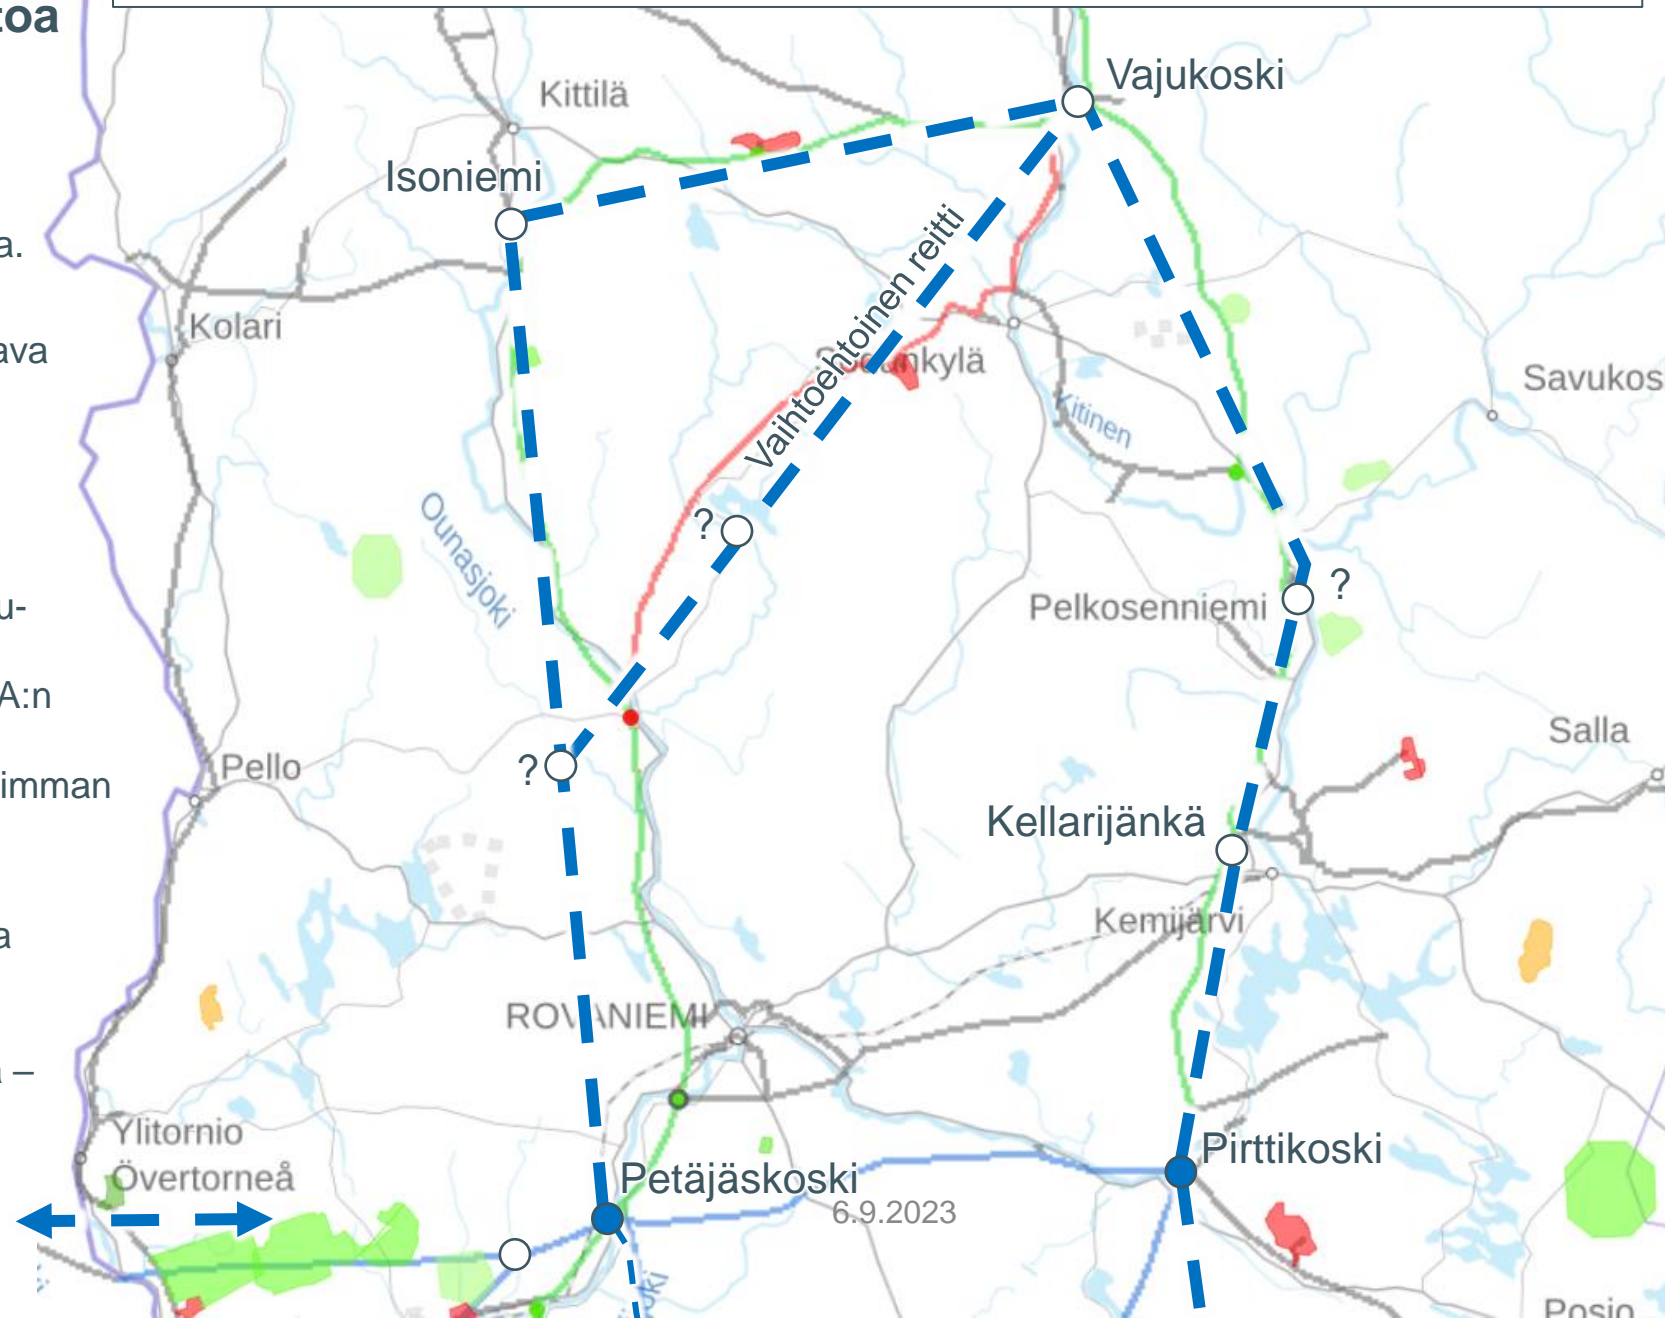 toa
Vajukoski
Kittilä
Isoniemi
a.
Kolari
ava
Vaihtoehtoinen reitti
Sodankylä
Savukos
Kitinen
Ounasjoki
?
?
Pelkosenniemi
u-
A:n
Salla
Pello
?
imman
Kellarijänkä
Kemijärvi
a
ROVANIEMI
–
Ylitornio
Övertorneå
Petäjäskoski
Pirttikoski
6.9.2023
Posio